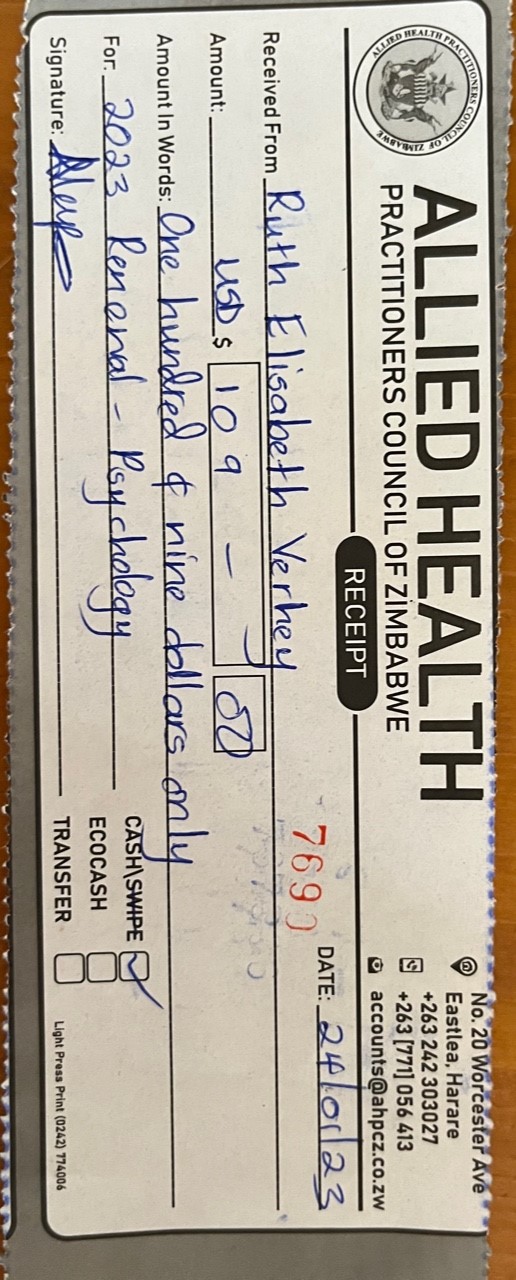 ALLIED HEALTH PRACTITIONERS COUNCIL OF ZIMBABWE
ALLIED HEALTH
PRACTITIONERS COUNCIL OF ZIMBABWE
No. 20 Worcester Ave
Eastlea, Harare
+263 242 303027
+263 (771) 056 413
accounts@ahpcz.co.zw
RECEIPT
7690
DATE: 24/01/23
Received From Ruth Elisabeth Verhey
Amount: USD $ 109 - 00
Amount In Words: One hundred & nine dollars only
For: 2023 Renewal - Psychology
Signature:
CASH\SWIPE ✓
ECOCASH
TRANSFER
Light Press Print (0242) 774006